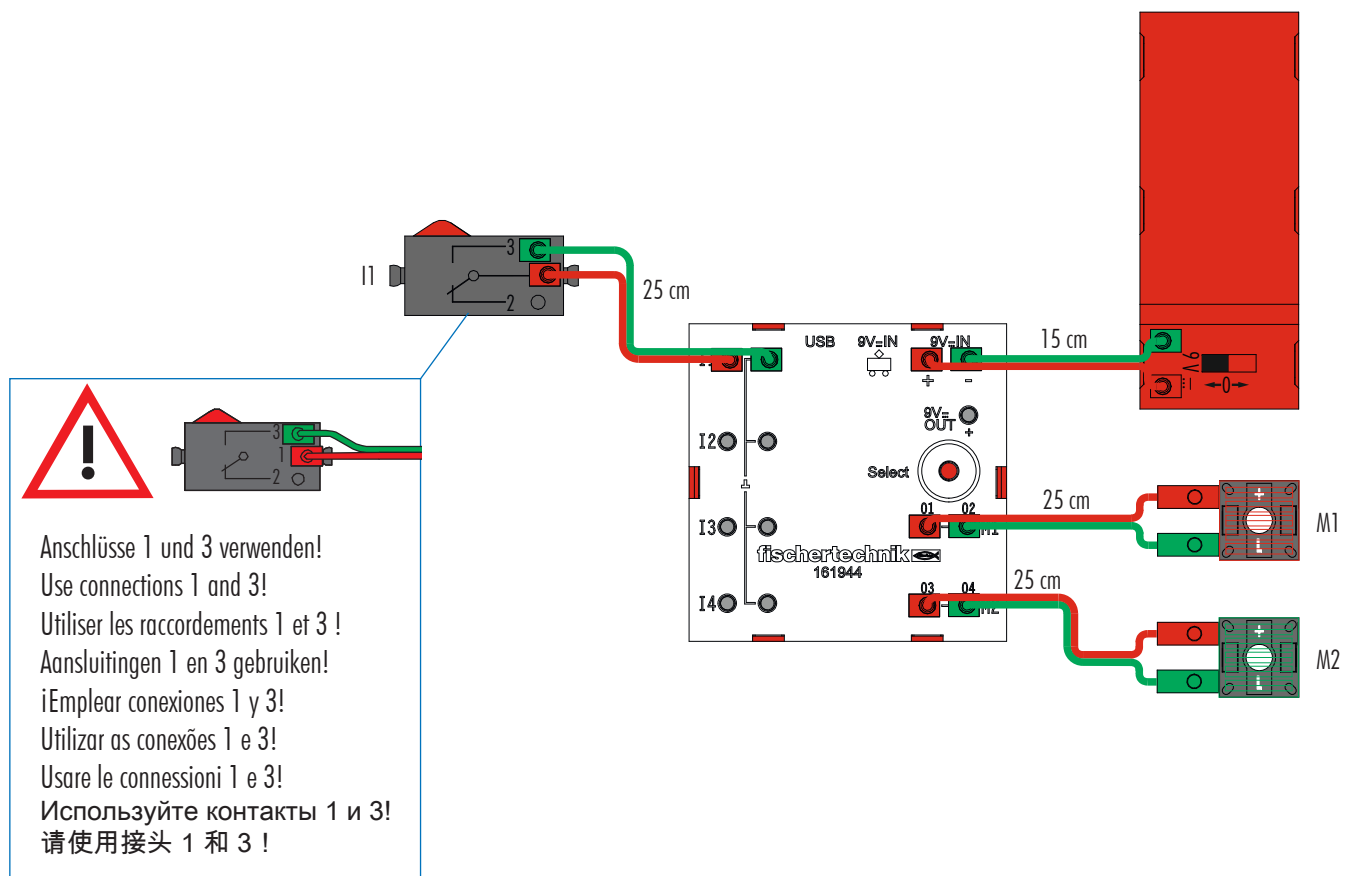 I1
3
2
25 cm
USB
9V⎓IN
9V⎓IN
+ -
15 cm
9V
⎓
←0→
I1
9V⎓
OUT
+
I2
Select
I3
I4
O1 O2
M1
25 cm
M1
fischertechnik
161944
O3 O4
M2
25 cm
M2
+
-
+
-
3
1
2
!
Anschlüsse 1 und 3 verwenden!
Use connections 1 and 3!
Utiliser les raccordements 1 et 3 !
Aansluitingen 1 en 3 gebruiken!
¡Emplear conexiones 1 y 3!
Utilizar as conexões 1 e 3!
Usare le connessioni 1 e 3!
Используйте контакты 1 и 3!
请使用接头 1 和 3！